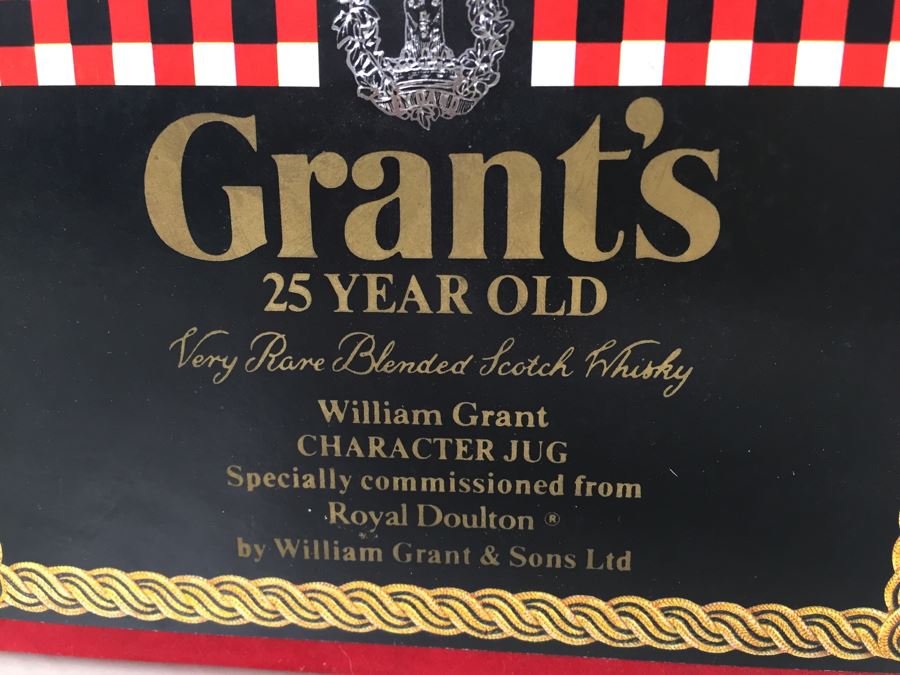 Grant's
25 YEAR OLD
Very Rare Blended Scotch Whisky
William Grant
CHARACTER JUG
Specially commissioned from
Royal Doulton ®
by William Grant & Sons Ltd